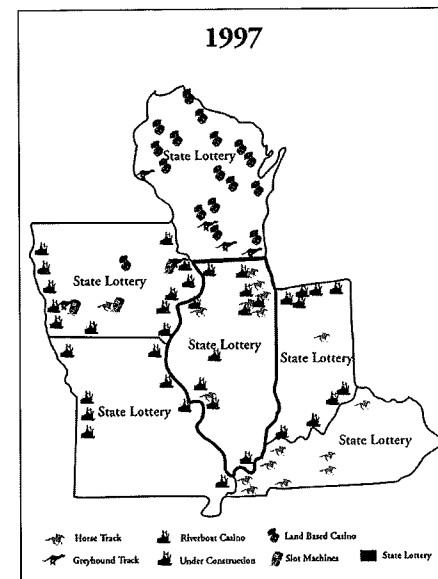 1997
State Lottery
State Lottery
State Lottery
State Lottery
State Lottery
State Lottery
Horse Track
Riverboat Casino
Land Based Casino
Greyhound Track
Under Construction
Slot Machines
State Lottery